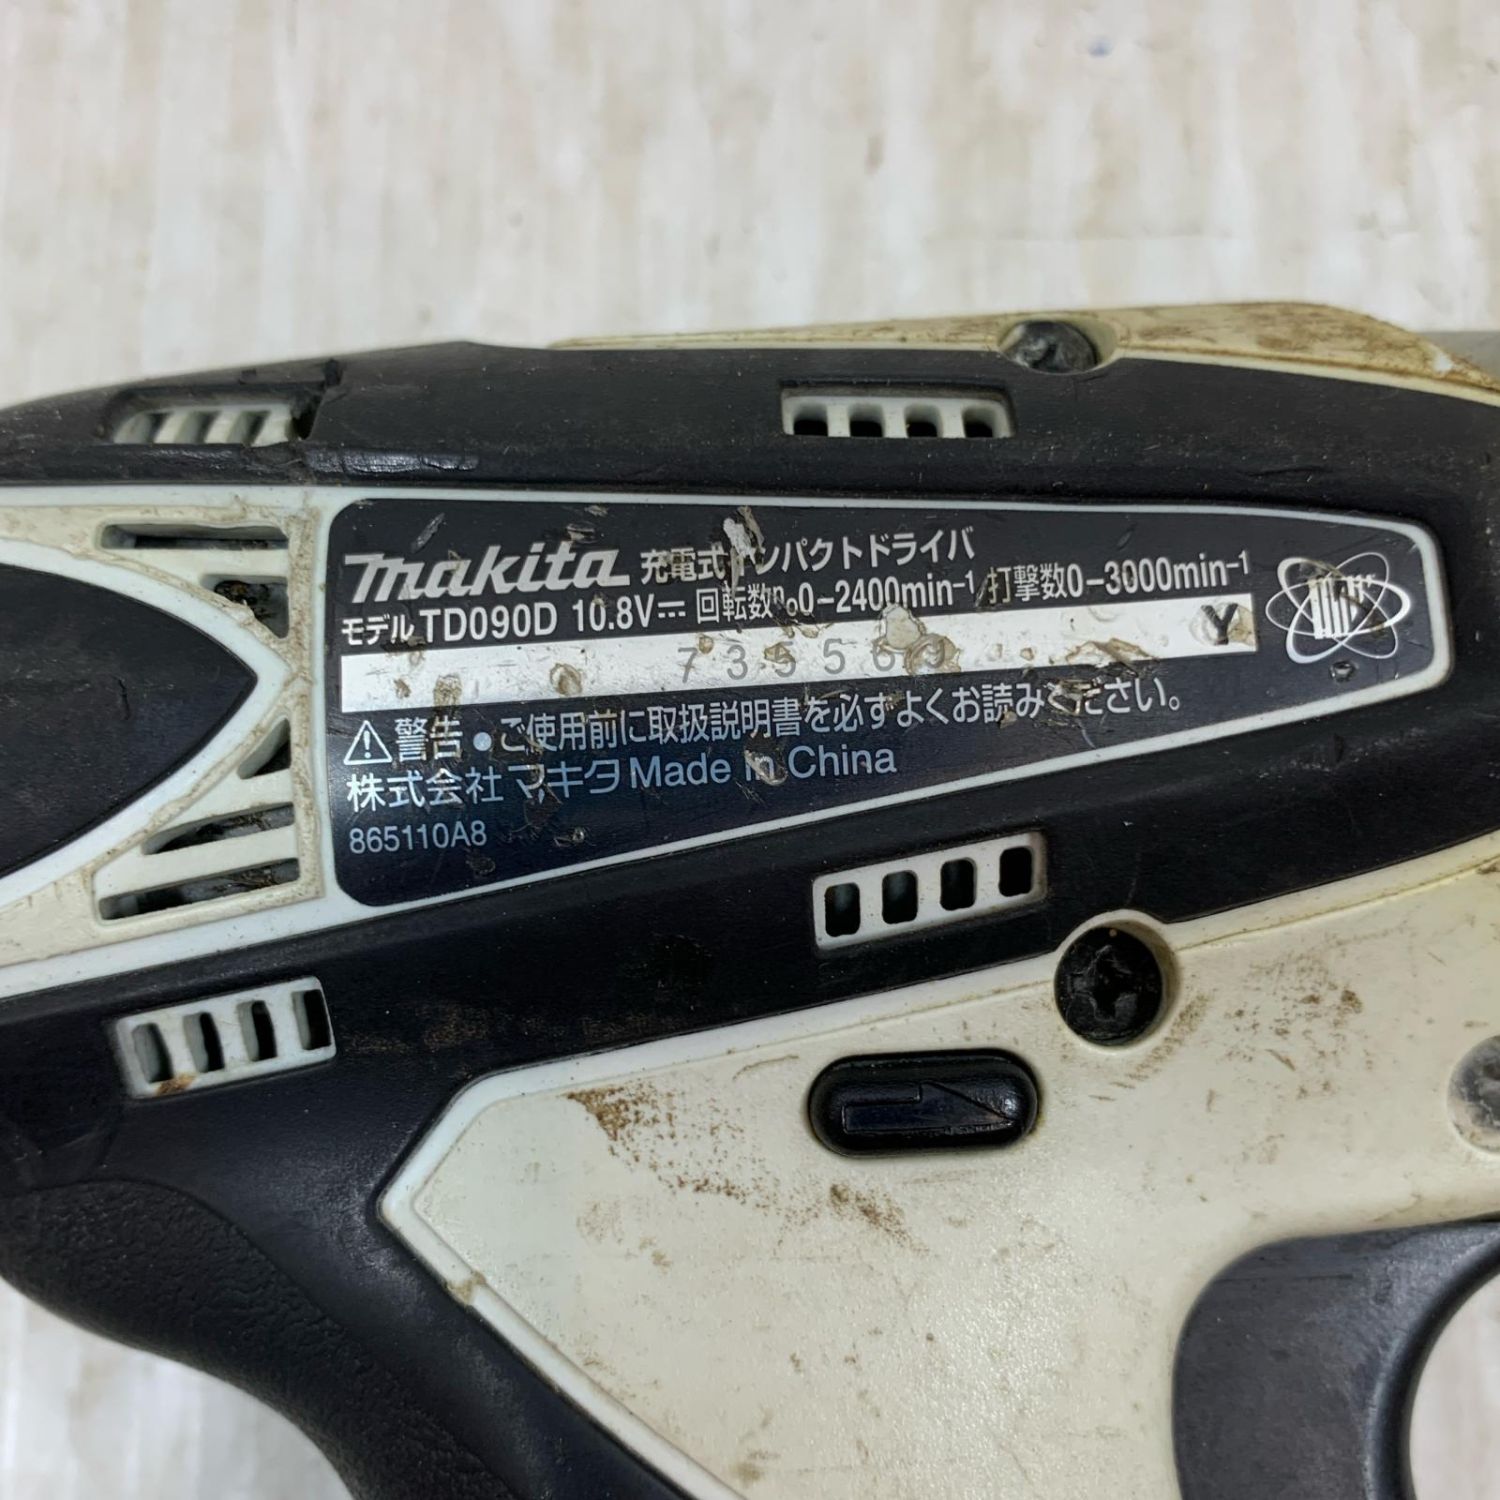 makita 充電式インパクトドライバ
モデル TD090D 10.8V⎓ 回転数n₀0-2400min⁻¹ 打撃数0-3000min⁻¹
735569 Y
⚠警告 ●ご使用前に取扱説明書を必ずよくお読みください。
株式会社マキタ Made in China
865110A8